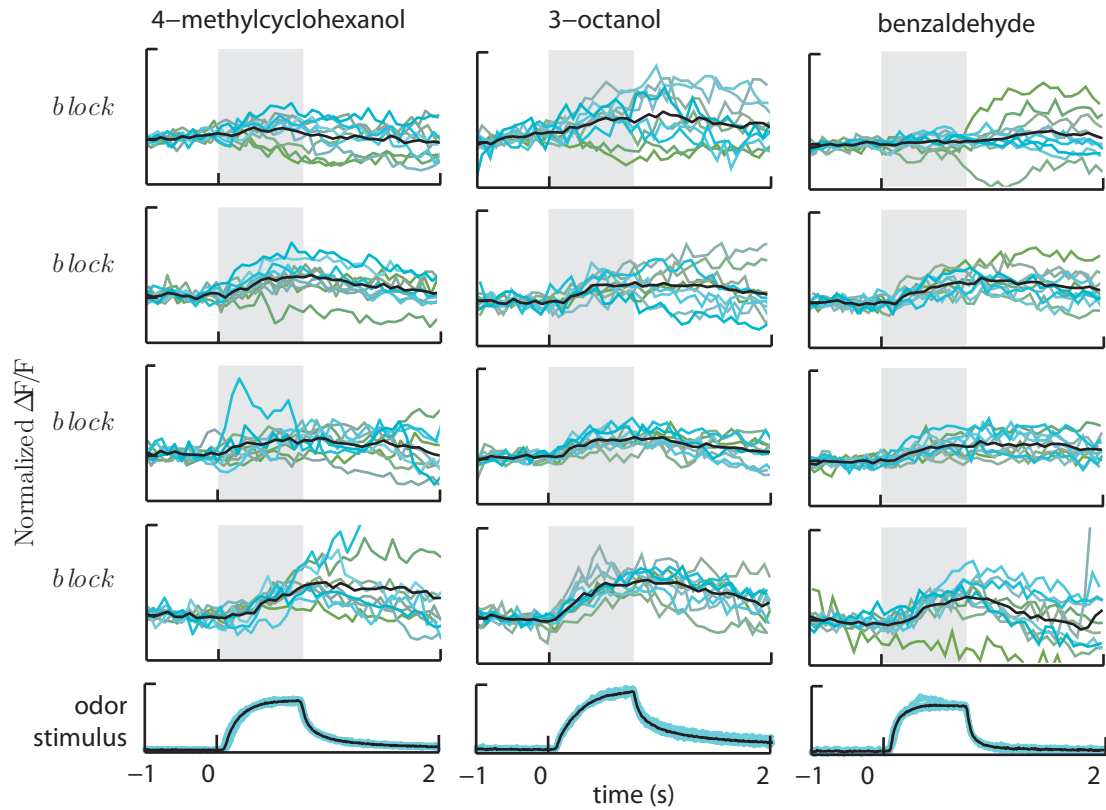 4−methylcyclohexanol 3−octanol benzaldehyde
block
block
block
block
Normalized ΔF/F
odor
stimulus
−1 0 2 −1 0 2 −1 0 2
time (s)